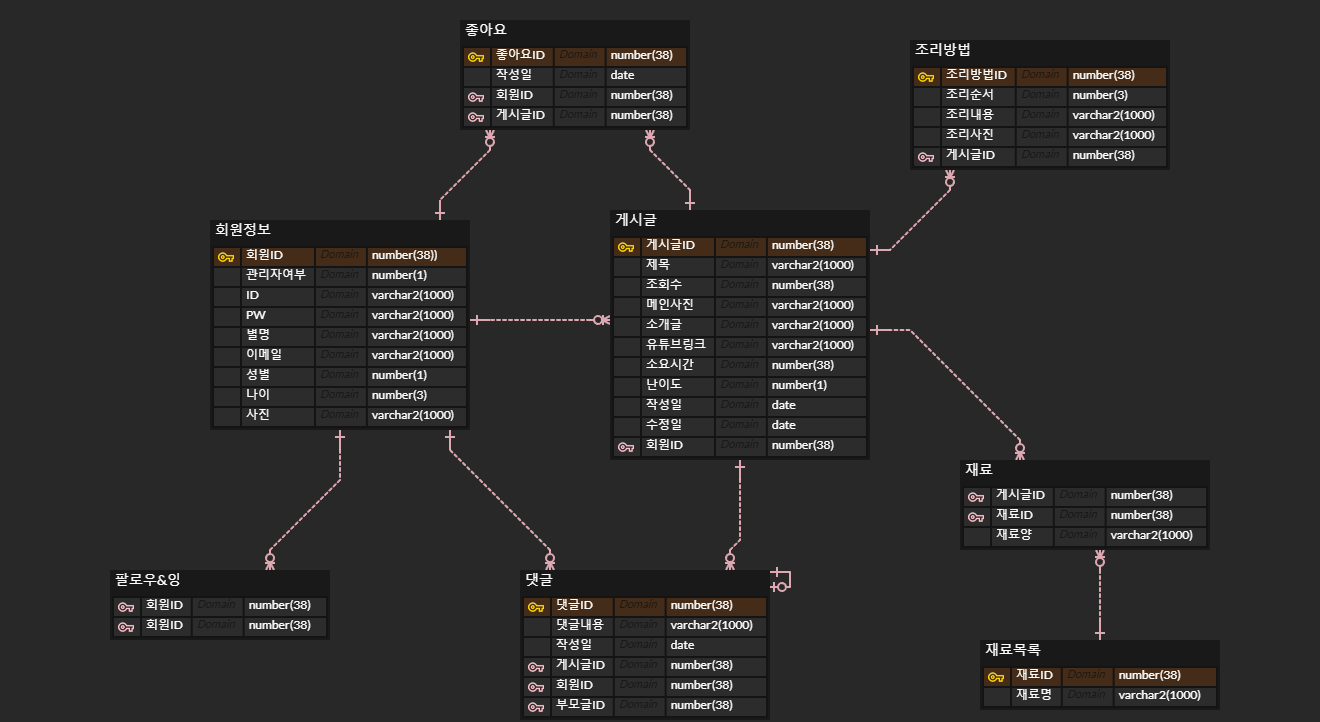 좋아요
좋아요ID Domain number(38)
작성일 Domain date
회원ID Domain number(38)
게시글ID Domain number(38)
조리방법
조리방법ID Domain number(38)
조리순서 Domain number(3)
조리내용 Domain varchar2(1000)
조리사진 Domain varchar2(1000)
게시글ID Domain number(38)
회원정보
회원ID Domain number(38))
관리자여부 Domain number(1)
ID Domain varchar2(1000)
PW Domain varchar2(1000)
별명 Domain varchar2(1000)
이메일 Domain varchar2(1000)
성별 Domain number(1)
나이 Domain number(3)
사진 Domain varchar2(1000)
게시글
게시글ID Domain number(38)
제목 Domain varchar2(1000)
조회수 Domain number(38)
메인사진 Domain varchar2(1000)
소개글 Domain varchar2(1000)
유튜브링크 Domain varchar2(1000)
소요시간 Domain number(38)
난이도 Domain number(1)
작성일 Domain date
수정일 Domain date
회원ID Domain number(38)
재료
게시글ID Domain number(38)
재료ID Domain number(38)
재료양 Domain varchar2(1000)
팔로우&잉
회원ID Domain number(38)
회원ID Domain number(38)
댓글
댓글ID Domain number(38)
댓글내용 Domain varchar2(1000)
작성일 Domain date
게시글ID Domain number(38)
회원ID Domain number(38)
부모글ID Domain number(38)
재료목록
재료ID Domain number(38)
재료명 Domain varchar2(1000)